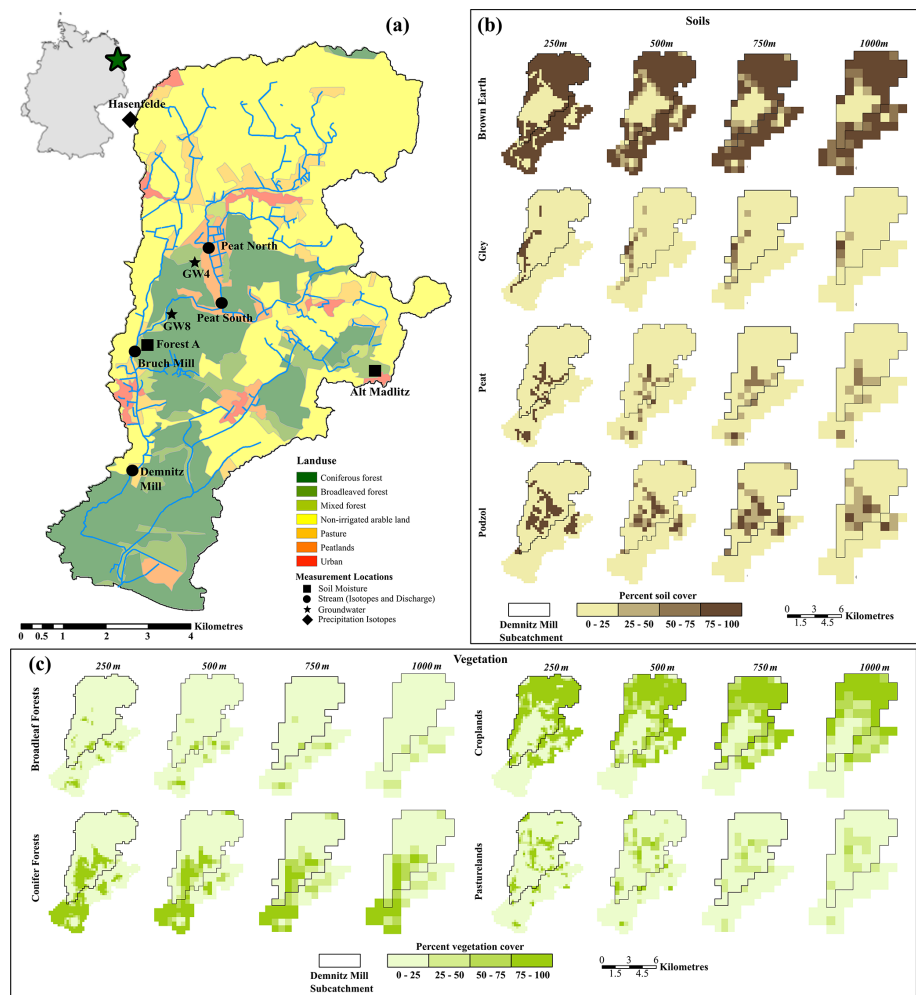 (a)
Hasenfelde
Peat North
GW4
Peat South
GW8
Forest A
Bruch Mill
Alt Madlitz
Demnitz
Mill
Landuse
Coniferous forest
Broadleaved forest
Mixed forest
Non-irrigated arable land
Pasture
Peatlands
Urban
Measurement Locations
Soil Moisture
Stream (Isotopes and Discharge)
Groundwater
Precipitation Isotopes
Kilometres
0 0.5 1 2 3 4
(b)
Soils
250m 500m 750m 1000m
Brown Earth
Gley
Peat
Podzol
Demnitz Mill
Subcatchment
Percent soil cover
0 - 25 25 - 50 50 - 75 75 - 100
0 3 6
1.5 4.5
Kilometres
(c)
Vegetation
250 m 500 m 750 m 1000 m 250 m 500 m 750 m 1000 m
Broadleaf Forests
Croplands
Conifer Forests
Pasturelands
Demnitz Mill
Subcatchment
Percent vegetation cover
0 - 25 25 - 50 50 - 75 75 - 100
0 3 6
1.5 4.5
Kilometres